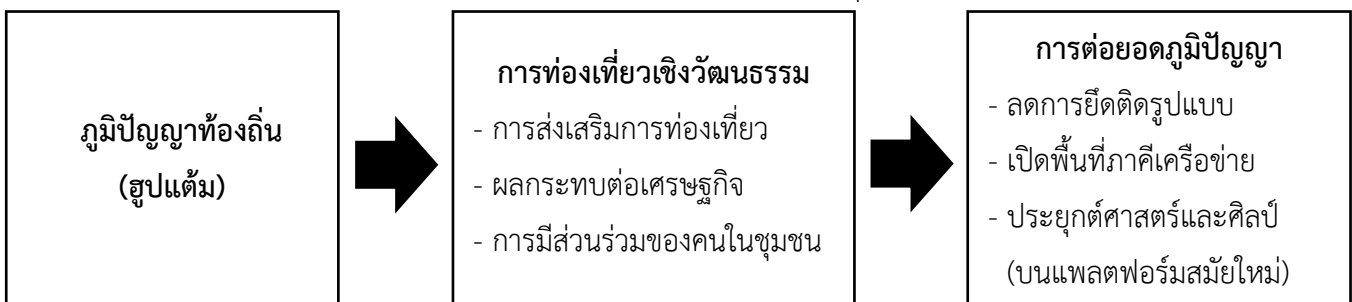 ภูมิปัญญาท้องถิ่น
(ฮูปแต้ม)
การท่องเที่ยวเชิงวัฒนธรรม
- การส่งเสริมการท่องเที่ยว
- ผลกระทบต่อเศรษฐกิจ
- การมีส่วนร่วมของคนในชุมชน
การต่อยอดภูมิปัญญา
- ลดการยึดติดรูปแบบ
- เปิดพื้นที่ภาคีเครือข่าย
- ประยุกต์ศาสตร์และศิลป์
(บนแพลตฟอร์มสมัยใหม่)